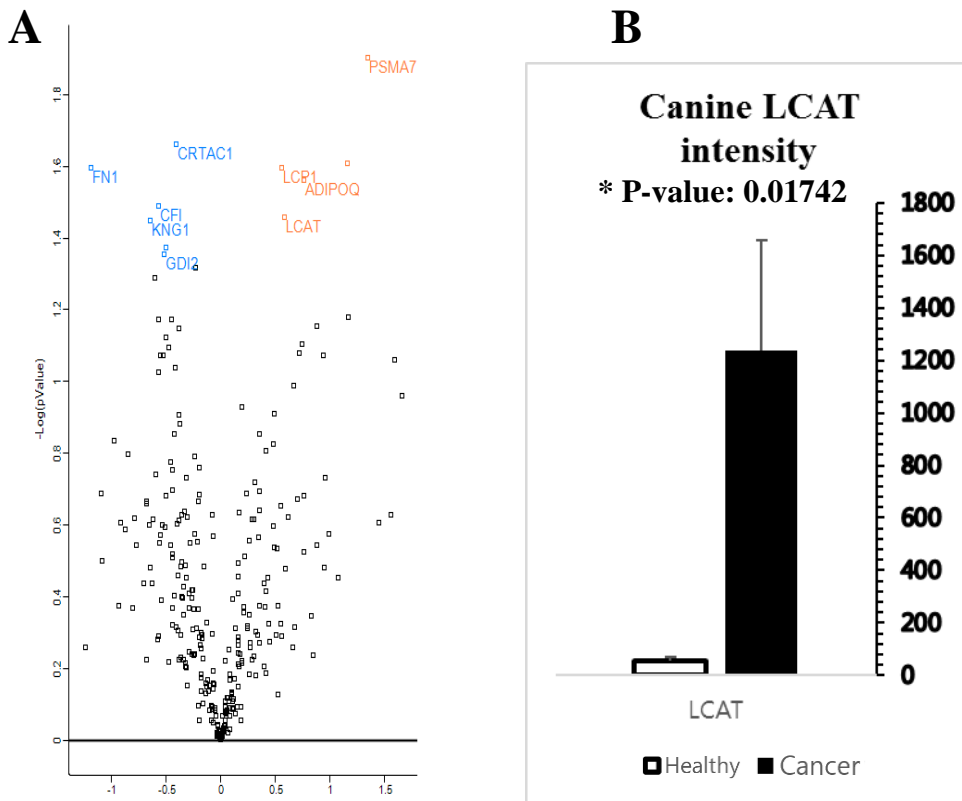 A
PSMA7
CRTAC1
FN1
LCP1
ADIPOQ
CFI
KNG1
LCAT
GDI2
-Log(pValue)
1.8
1.6
1.4
1.2
1
0.8
0.6
0.4
0.2
0
-1
-0.5
0
0.5
1
1.5
B
Canine LCAT
intensity
* P-value: 0.01742
1800
1600
1400
1200
1000
800
600
400
200
0
LCAT
Healthy Cancer